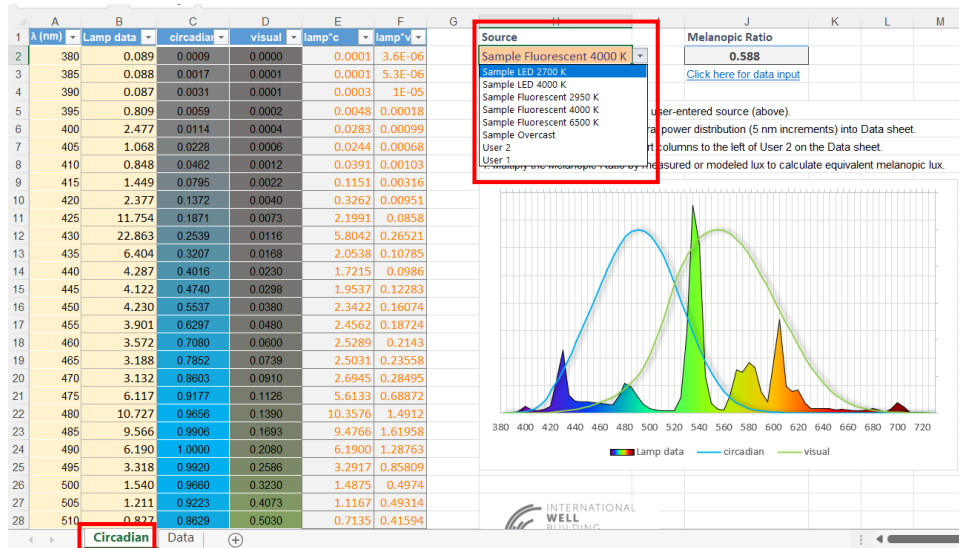 A B C D E F G H I J K L M
1 λ (nm) Lamp data circadian visual lamp*c lamp*v Source Melanopic Ratio
2 380 0.089 0.0009 0.0000 0.0001 3.6E-06 Sample Fluorescent 4000 K 0.588
3 385 0.088 0.0017 0.0001 0.0001 5.3E-06 Sample LED 2700 K Click here for data input
4 390 0.087 0.0031 0.0001 0.0003 1E-05 Sample LED 4000 K
Sample Fluorescent 2950 K
5 395 0.809 0.0059 0.0002 0.0048 0.00018 Sample Fluorescent 4000 K user-entered source (above).
6 400 2.477 0.0114 0.0004 0.0283 0.00099 Sample Fluorescent 6500 K power distribution (5 nm increments) into Data sheet.
Sample Overcast
7 405 1.068 0.0228 0.0006 0.0244 0.00068 User 2 columns to the left of User 2 on the Data sheet.
8 410 0.848 0.0462 0.0012 0.0391 0.00103 User 1 Multiply the Melanopic Ratio by measured or modeled lux to calculate equivalent melanopic lux.
9 415 1.449 0.0795 0.0022 0.1151 0.00316
10 420 2.377 0.1372 0.0040 0.3262 0.00951
11 425 11.754 0.1871 0.0073 2.1991 0.0858
12 430 22.863 0.2539 0.0116 5.8042 0.26521
13 435 6.404 0.3207 0.0168 2.0538 0.10785
14 440 4.287 0.4016 0.0230 1.7215 0.0986
15 445 4.122 0.4740 0.0298 1.9537 0.12283
16 450 4.230 0.5537 0.0380 2.3422 0.16074
17 455 3.901 0.6297 0.0480 2.4562 0.18724
18 460 3.572 0.7080 0.0600 2.5289 0.2143
19 465 3.188 0.7852 0.0739 2.5031 0.23558
20 470 3.132 0.8603 0.0910 2.6945 0.28495
21 475 6.117 0.9177 0.1126 5.6133 0.68872
22 480 10.727 0.9656 0.1390 10.3576 1.4912
23 485 9.566 0.9906 0.1693 9.4766 1.61958
24 490 6.190 1.0000 0.2080 6.1900 1.28763
25 495 3.318 0.9920 0.2586 3.2917 0.85809
26 500 1.540 0.9660 0.3230 1.4875 0.4974
27 505 1.211 0.9223 0.4073 1.1167 0.49314
28 510 0.827 0.8629 0.5030 0.7135 0.41594
380 400 420 440 460 480 500 520 540 560 580 600 620 640 660 680 700 720
Lamp data circadian visual
INTERNATIONAL
WELL
BUILDING
Circadian Data